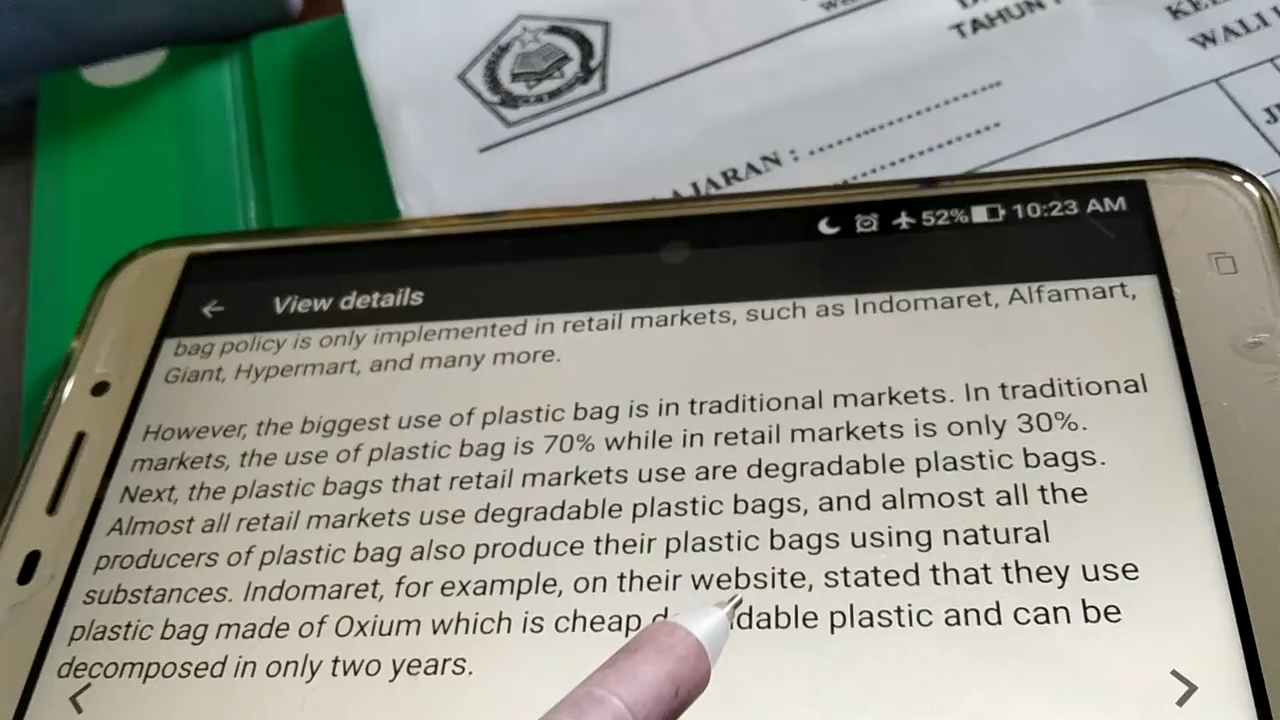 TAHUN
WALI
AJARAN : ........................
52% 10:23 AM
View details
bag policy is only implemented in retail markets, such as Indomaret, Alfamart,
Giant, Hypermart, and many more.
However, the biggest use of plastic bag is in traditional markets. In traditional
markets, the use of plastic bag is 70% while in retail markets is only 30%.
Next, the plastic bags that retail markets use are degradable plastic bags.
Almost all retail markets use degradable plastic bags, and almost all the
producers of plastic bag also produce their plastic bags using natural
substances. Indomaret, for example, on their website, stated that they use
plastic bag made of Oxium which is cheap plastic and can be
decomposed in only two years.